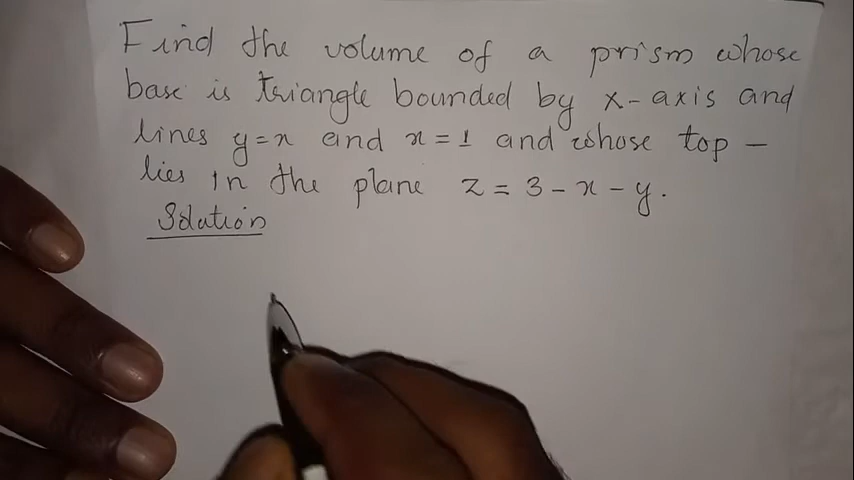 Find the volume of a prism whose
base is triangle bounded by x-axis and
lines y=x and x=1 and whose top -
lies in the plane z = 3 - x - y.
Solution